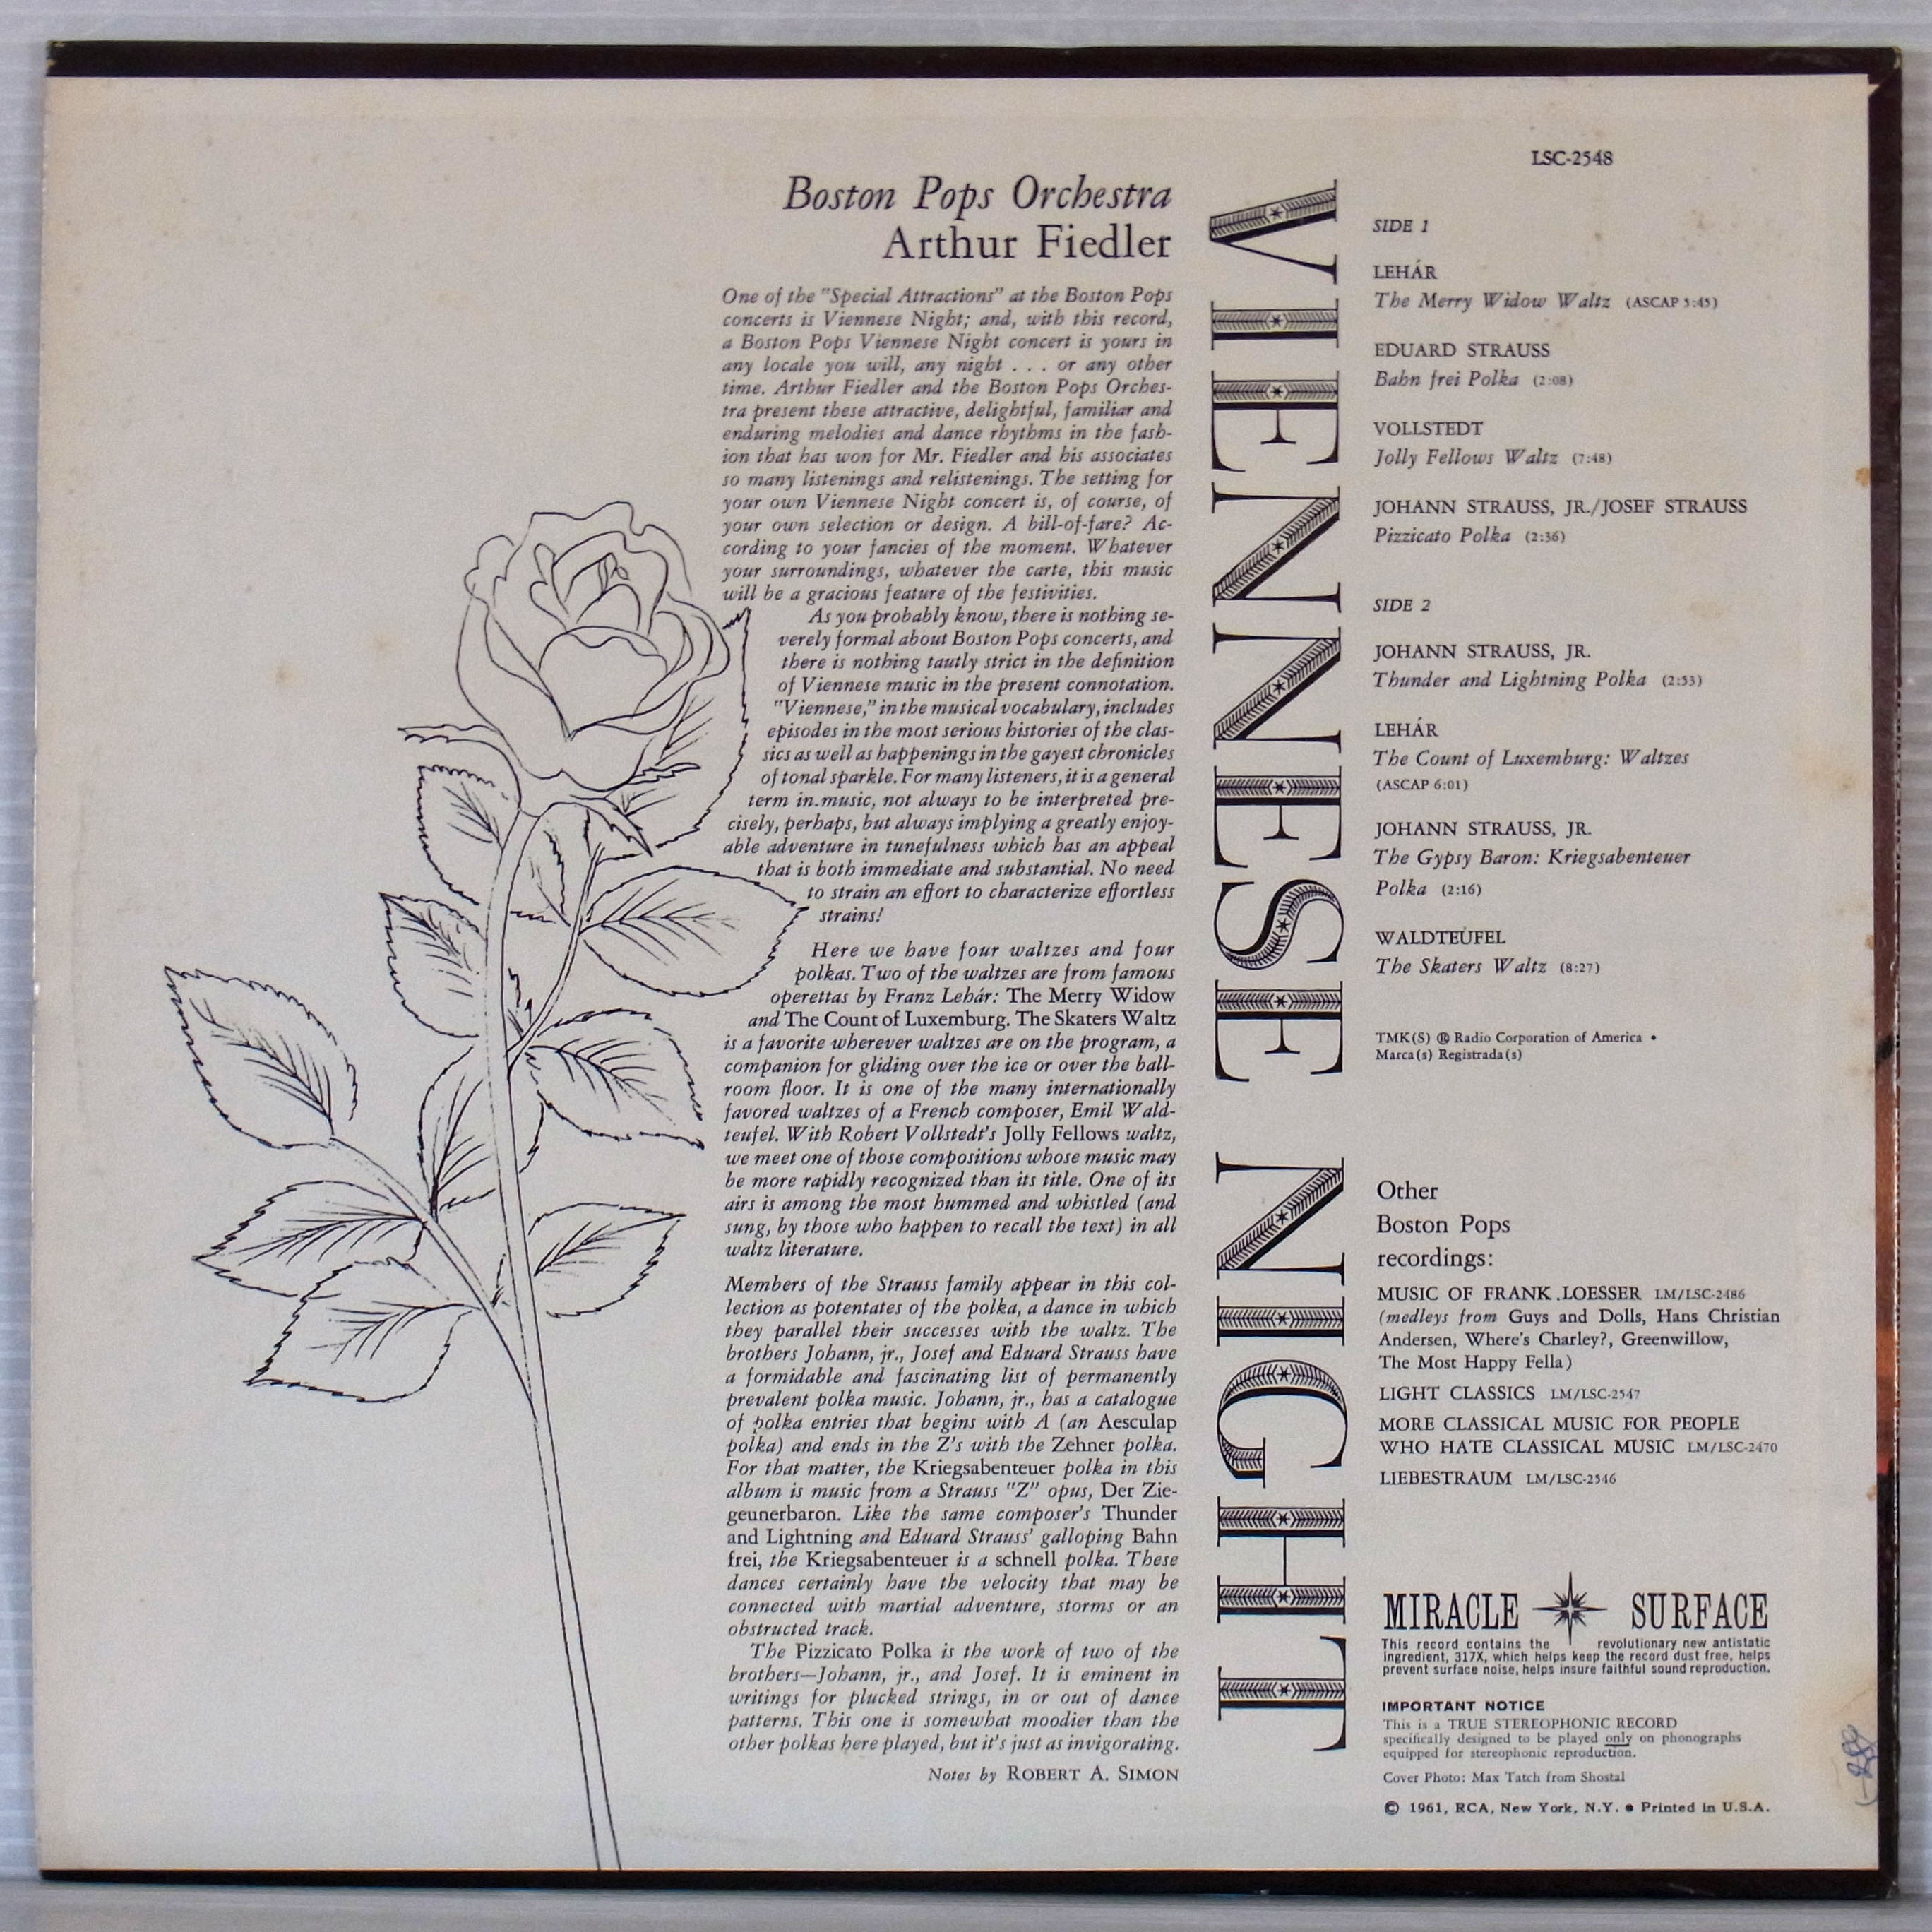 LSC-2548
Boston Pops Orchestra
Arthur Fiedler
One of the "Special Attractions" at the Boston Pops
concerts is Viennese Night; and, with this record,
a Boston Pops Viennese Night concert is yours in
any locale you will, any night . . . or any other
time. Arthur Fiedler and the Boston Pops Orches-
tra present these attractive, delightful, familiar and
enduring melodies and dance rhythms in the fash-
ion that has won for Mr. Fiedler and his associates
so many listenings and relistenings. The setting for
your own Viennese Night concert is, of course, of
your own selection or design. A bill-of-fare? Ac-
cording to your fancies of the moment. Whatever
your surroundings, whatever the carte, this music
will be a gracious feature of the festivities.
As you probably know, there is nothing se-
verely formal about Boston Pops concerts, and
there is nothing tautly strict in the definition
of Viennese music in the present connotation.
"Viennese," in the musical vocabulary, includes
episodes in the most serious histories of the clas-
sics as well as happenings in the gayest chronicles
of tonal sparkle. For many listeners, it is a general
term in music, not always to be interpreted pre-
cisely, perhaps, but always implying a greatly enjoy-
able adventure in tunefulness which has an appeal
that is both immediate and substantial. No need
to strain an effort to characterize effortless
strains!
Here we have four waltzes and four
polkas. Two of the waltzes are from famous
operettas by Franz Lehár: The Merry Widow
and The Count of Luxemburg. The Skaters Waltz
is a favorite wherever waltzes are on the program, a
companion for gliding over the ice or over the ball-
room floor. It is one of the many internationally
favored waltzes of a French composer, Emil Wald-
teufel. With Robert Vollstedt's Jolly Fellows waltz,
we meet one of those compositions whose music may
be more rapidly recognized than its title. One of its
airs is among the most hummed and whistled (and
sung, by those who happen to recall the text) in all
waltz literature.
Members of the Strauss family appear in this col-
lection as potentates of the polka, a dance in which
they parallel their successes with the waltz. The
brothers Johann, jr., Josef and Eduard Strauss have
a formidable and fascinating list of permanently
prevalent polka music. Johann, jr., has a catalogue
of polka entries that begins with A (an Aesculap
polka) and ends in the Z's with the Zehner polka.
For that matter, the Kriegsabenteuer polka in this
album is music from a Strauss "Z" opus, Der Zie-
geunerbaron. Like the same composer's Thunder
and Lightning and Eduard Strauss' galloping Bahn
frei, the Kriegsabenteuer is a schnell polka. These
dances certainly have the velocity that may be
connected with martial adventure, storms or an
obstructed track.
The Pizzicato Polka is the work of two of the
brothers—Johann, jr., and Josef. It is eminent in
writings for plucked strings, in or out of dance
patterns. This one is somewhat moodier than the
other polkas here played, but it's just as invigorating.
Notes by ROBERT A. SIMON
VIENNESE NIGHT
SIDE 1
LEHÁR
The Merry Widow Waltz (ASCAP 5:45)
EDUARD STRAUSS
Bahn frei Polka (2:08)
VOLLSTEDT
Jolly Fellows Waltz (7:48)
JOHANN STRAUSS, JR./JOSEF STRAUSS
Pizzicato Polka (2:36)
SIDE 2
JOHANN STRAUSS, JR.
Thunder and Lightning Polka (2:53)
LEHÁR
The Count of Luxemburg: Waltzes
(ASCAP 6:01)
JOHANN STRAUSS, JR.
The Gypsy Baron: Kriegsabenteuer
Polka (2:16)
WALDTEUFEL
The Skaters Waltz (8:27)
TMK(S) ® Radio Corporation of America •
Marca(s) Registrada(s)
Other
Boston Pops
recordings:
MUSIC OF FRANK LOESSER LM/LSC-2486
(medleys from Guys and Dolls, Hans Christian
Andersen, Where's Charley?, Greenwillow,
The Most Happy Fella)
LIGHT CLASSICS LM/LSC-2547
MORE CLASSICAL MUSIC FOR PEOPLE
WHO HATE CLASSICAL MUSIC LM/LSC-2470
LIEBESTRAUM LM/LSC-2546
MIRACLE SURFACE
This record contains the revolutionary new antistatic
ingredient, 317X, which helps keep the record dust free, helps
prevent surface noise, helps insure faithful sound reproduction.
IMPORTANT NOTICE
This is a TRUE STEREOPHONIC RECORD
specifically designed to be played only on phonographs
equipped for stereophonic reproduction.
Cover Photo: Max Tatch from Shostal
© 1961, RCA, New York, N.Y. • Printed in U.S.A.